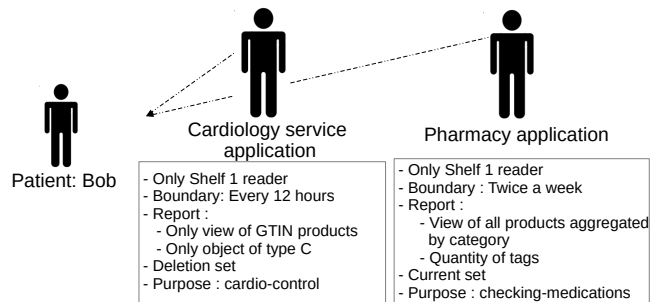 Patient: Bob
Cardiology service
application
- Only Shelf 1 reader
- Boundary: Every 12 hours
- Report :
- Only view of GTIN products
- Only object of type C
- Deletion set
- Purpose : cardio-control
Pharmacy application
- Only Shelf 1 reader
- Boundary : Twice a week
- Report :
- View of all products aggregated
by category
- Quantity of tags
- Current set
- Purpose : checking-medications